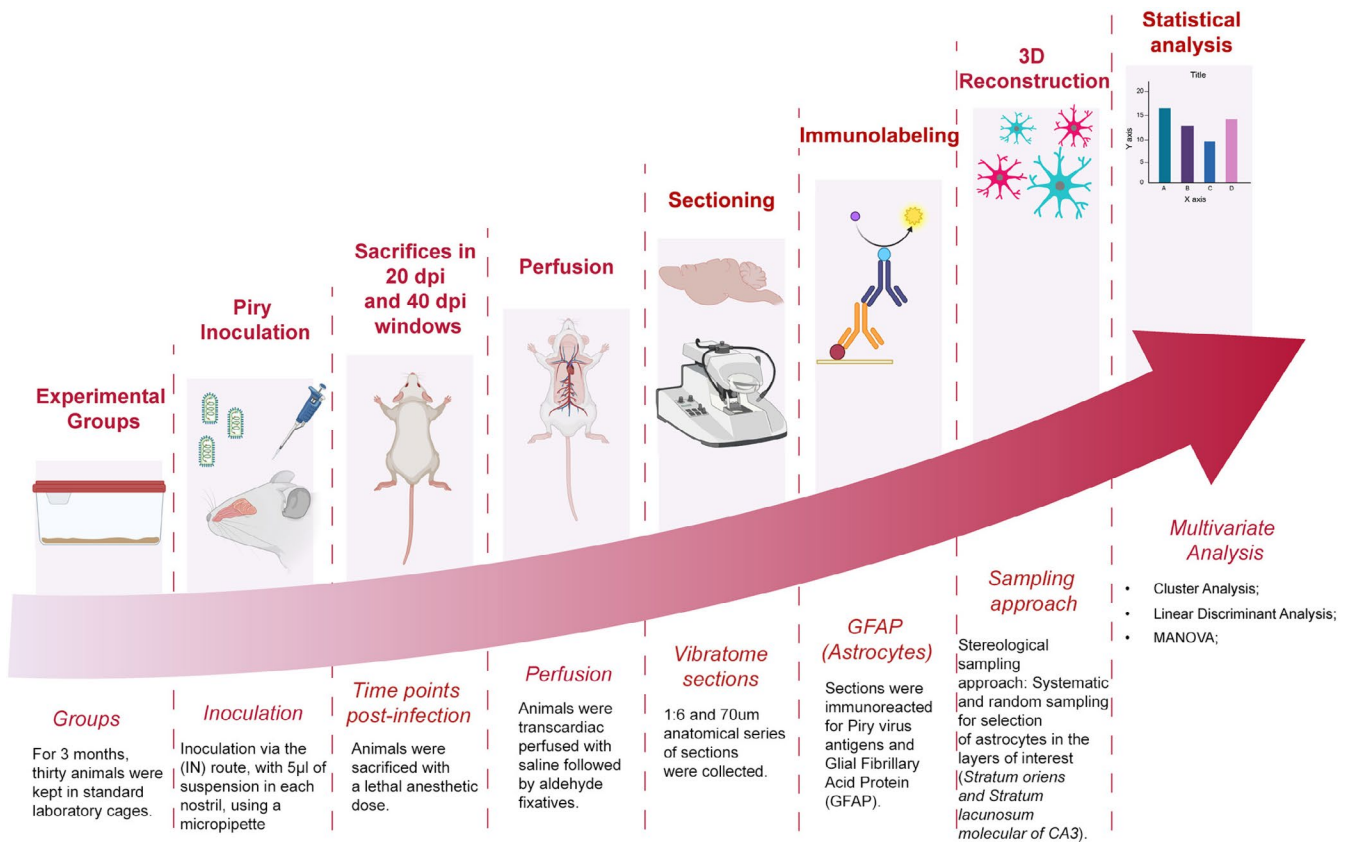 Experimental
Groups
Groups
For 3 months,
thirty animals were
kept in standard
laboratory cages.
Piry
Inoculation
Inoculation
Inoculation via the
(IN) route, with 5µl of
suspension in each
nostril, using a
micropipette
Sacrifices in
20 dpi
and 40 dpi
windows
Time points
post-infection
Animals were
sacrificed with
a lethal anesthetic
dose.
Perfusion
Perfusion
Animals were
transcardiac
perfused with
saline followed
by aldehyde
fixatives.
Sectioning
Vibratome
sections
1:6 and 70um
anatomical series
of sections
were collected.
Immunolabeling
GFAP
(Astrocytes)
Sections were
immunoreacted
for Piry virus
antigens and
Glial Fibrillary
Acid Protein
(GFAP).
3D
Reconstruction
Sampling
approach
Stereological
sampling
approach: Systematic
and random sampling
for selection
of astrocytes in the
layers of interest
(Stratum oriens
and Stratum
lacunosum
molecular of CA3).
Statistical
analysis
Title
Y axis
20
15
10
5
0
A B C D
X axis
Multivariate
Analysis
• Cluster Analysis;
• Linear Discriminant Analysis;
• MANOVA;